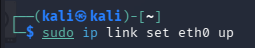 ┌──(kali㉿kali)-[~]
└─$ sudo ip link set eth0 up